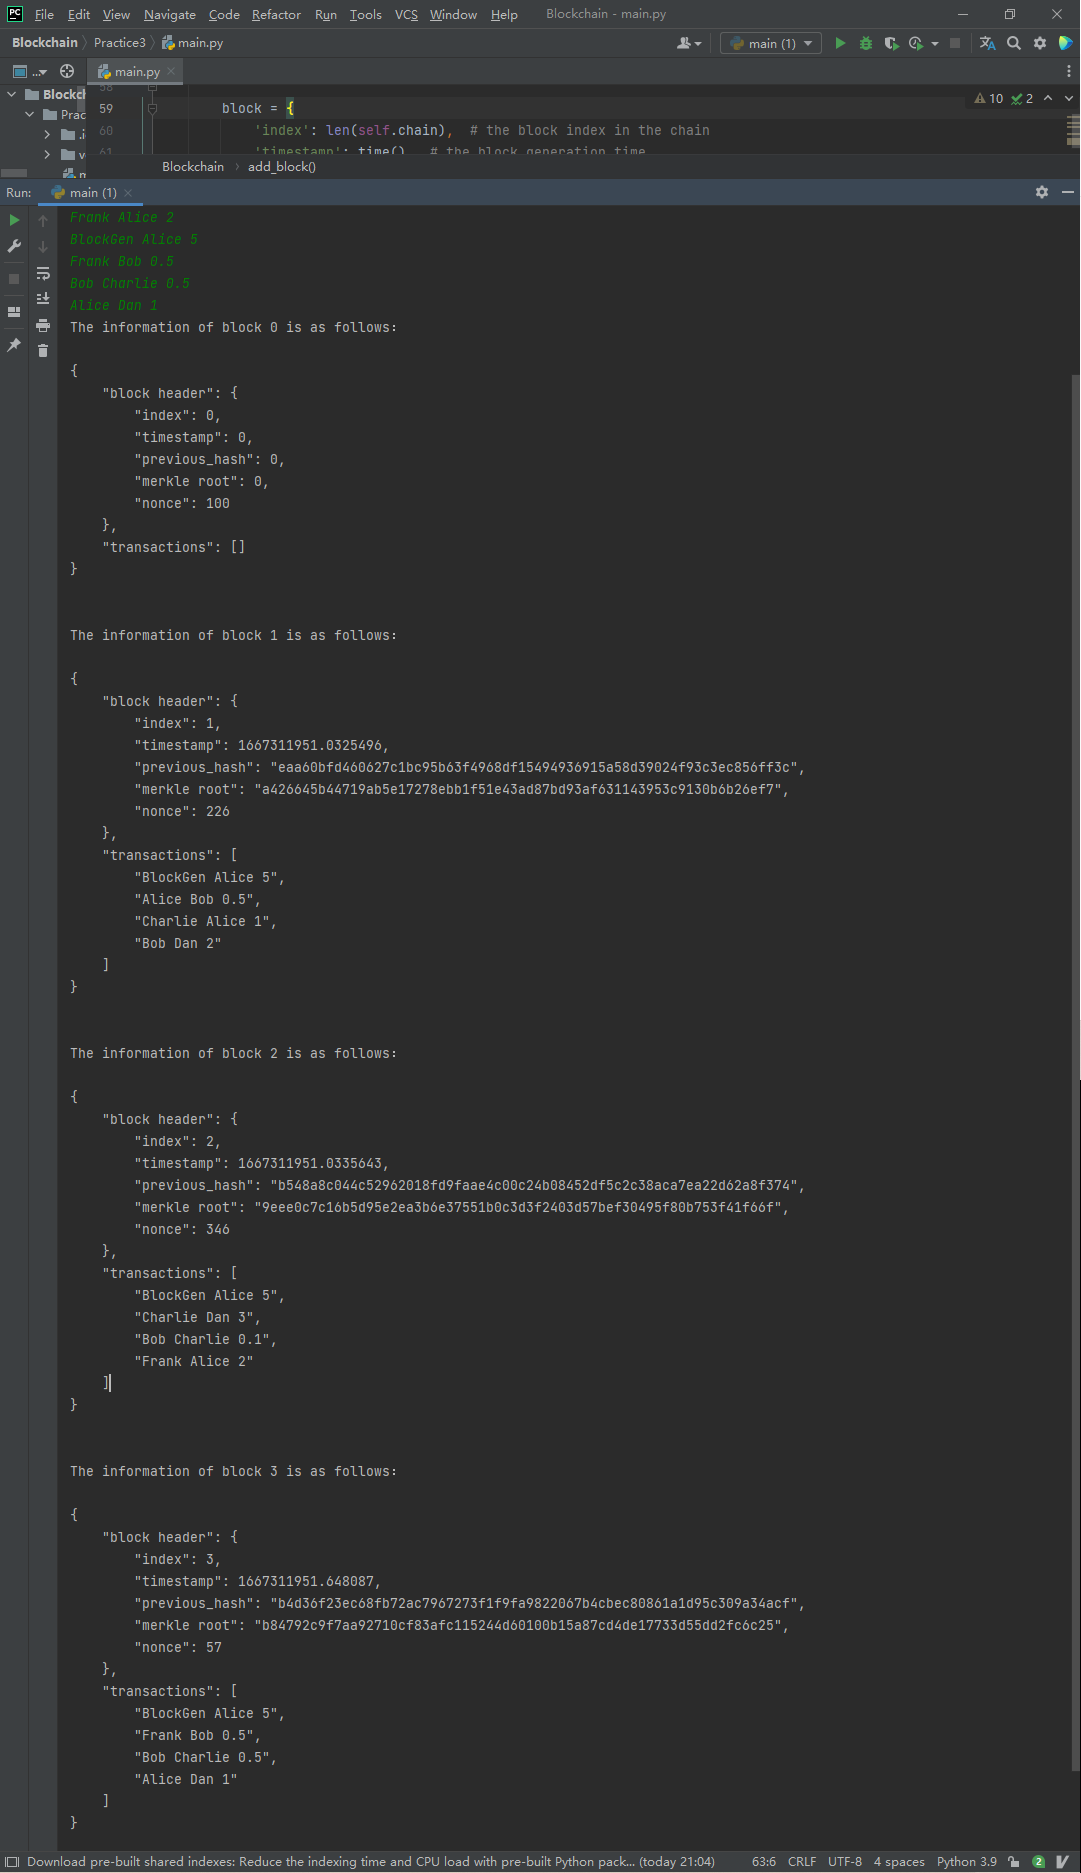 PC File Edit View Navigate Code Refactor Run Tools VCS Window Help Blockchain - main.py
Blockchain Practice3 main.py main (1)
... main.py
Blockch 58
59 block = { 10 2
Prac 60 'index': len(self.chain), # the block index in the chain
61 'timestamp': time(), # the block generation time
Blockchain add_block()
Run: main (1)
Frank Alice 2
BlockGen Alice 5
Frank Bob 0.5
Bob Charlie 0.5
Alice Dan 1
The information of block 0 is as follows:
{
"block header": {
"index": 0,
"timestamp": 0,
"previous_hash": 0,
"merkle root": 0,
"nonce": 100
},
"transactions": []
}
The information of block 1 is as follows:
{
"block header": {
"index": 1,
"timestamp": 1667311951.0325496,
"previous_hash": "eaa60bfd460627c1bc95b63f4968df15494936915a58d39024f93c3ec856ff3c",
"merkle root": "a426645b44719ab5e17278ebb1f51e43ad87bd93af631143953c9130b6b26ef7",
"nonce": 226
},
"transactions": [
"BlockGen Alice 5",
"Alice Bob 0.5",
"Charlie Alice 1",
"Bob Dan 2"
]
}
The information of block 2 is as follows:
{
"block header": {
"index": 2,
"timestamp": 1667311951.0335643,
"previous_hash": "b548a8c044c52962018fd9faae4c00c24b08452df5c2c38aca7ea22d62a8f374",
"merkle root": "9eee0c7c16b5d95e2ea3b6e37551b0c3d3f2403d57bef30495f80b753f41f66f",
"nonce": 346
},
"transactions": [
"BlockGen Alice 5",
"Charlie Dan 3",
"Bob Charlie 0.1",
"Frank Alice 2"
]
}
The information of block 3 is as follows:
{
"block header": {
"index": 3,
"timestamp": 1667311951.648087,
"previous_hash": "b4d36f23ec68fb72ac7967273f1f9fa9822067b4cbec80861a1d95c309a34acf",
"merkle root": "b84792c9f7aa92710cf83afc115244d60100b15a87cd4de17733d55dd2fc6c25",
"nonce": 57
},
"transactions": [
"BlockGen Alice 5",
"Frank Bob 0.5",
"Bob Charlie 0.5",
"Alice Dan 1"
]
}
Download pre-built shared indexes: Reduce the indexing time and CPU load with pre-built Python pack... (today 21:04) 63:6 CRLF UTF-8 4 spaces Python 3.9 2